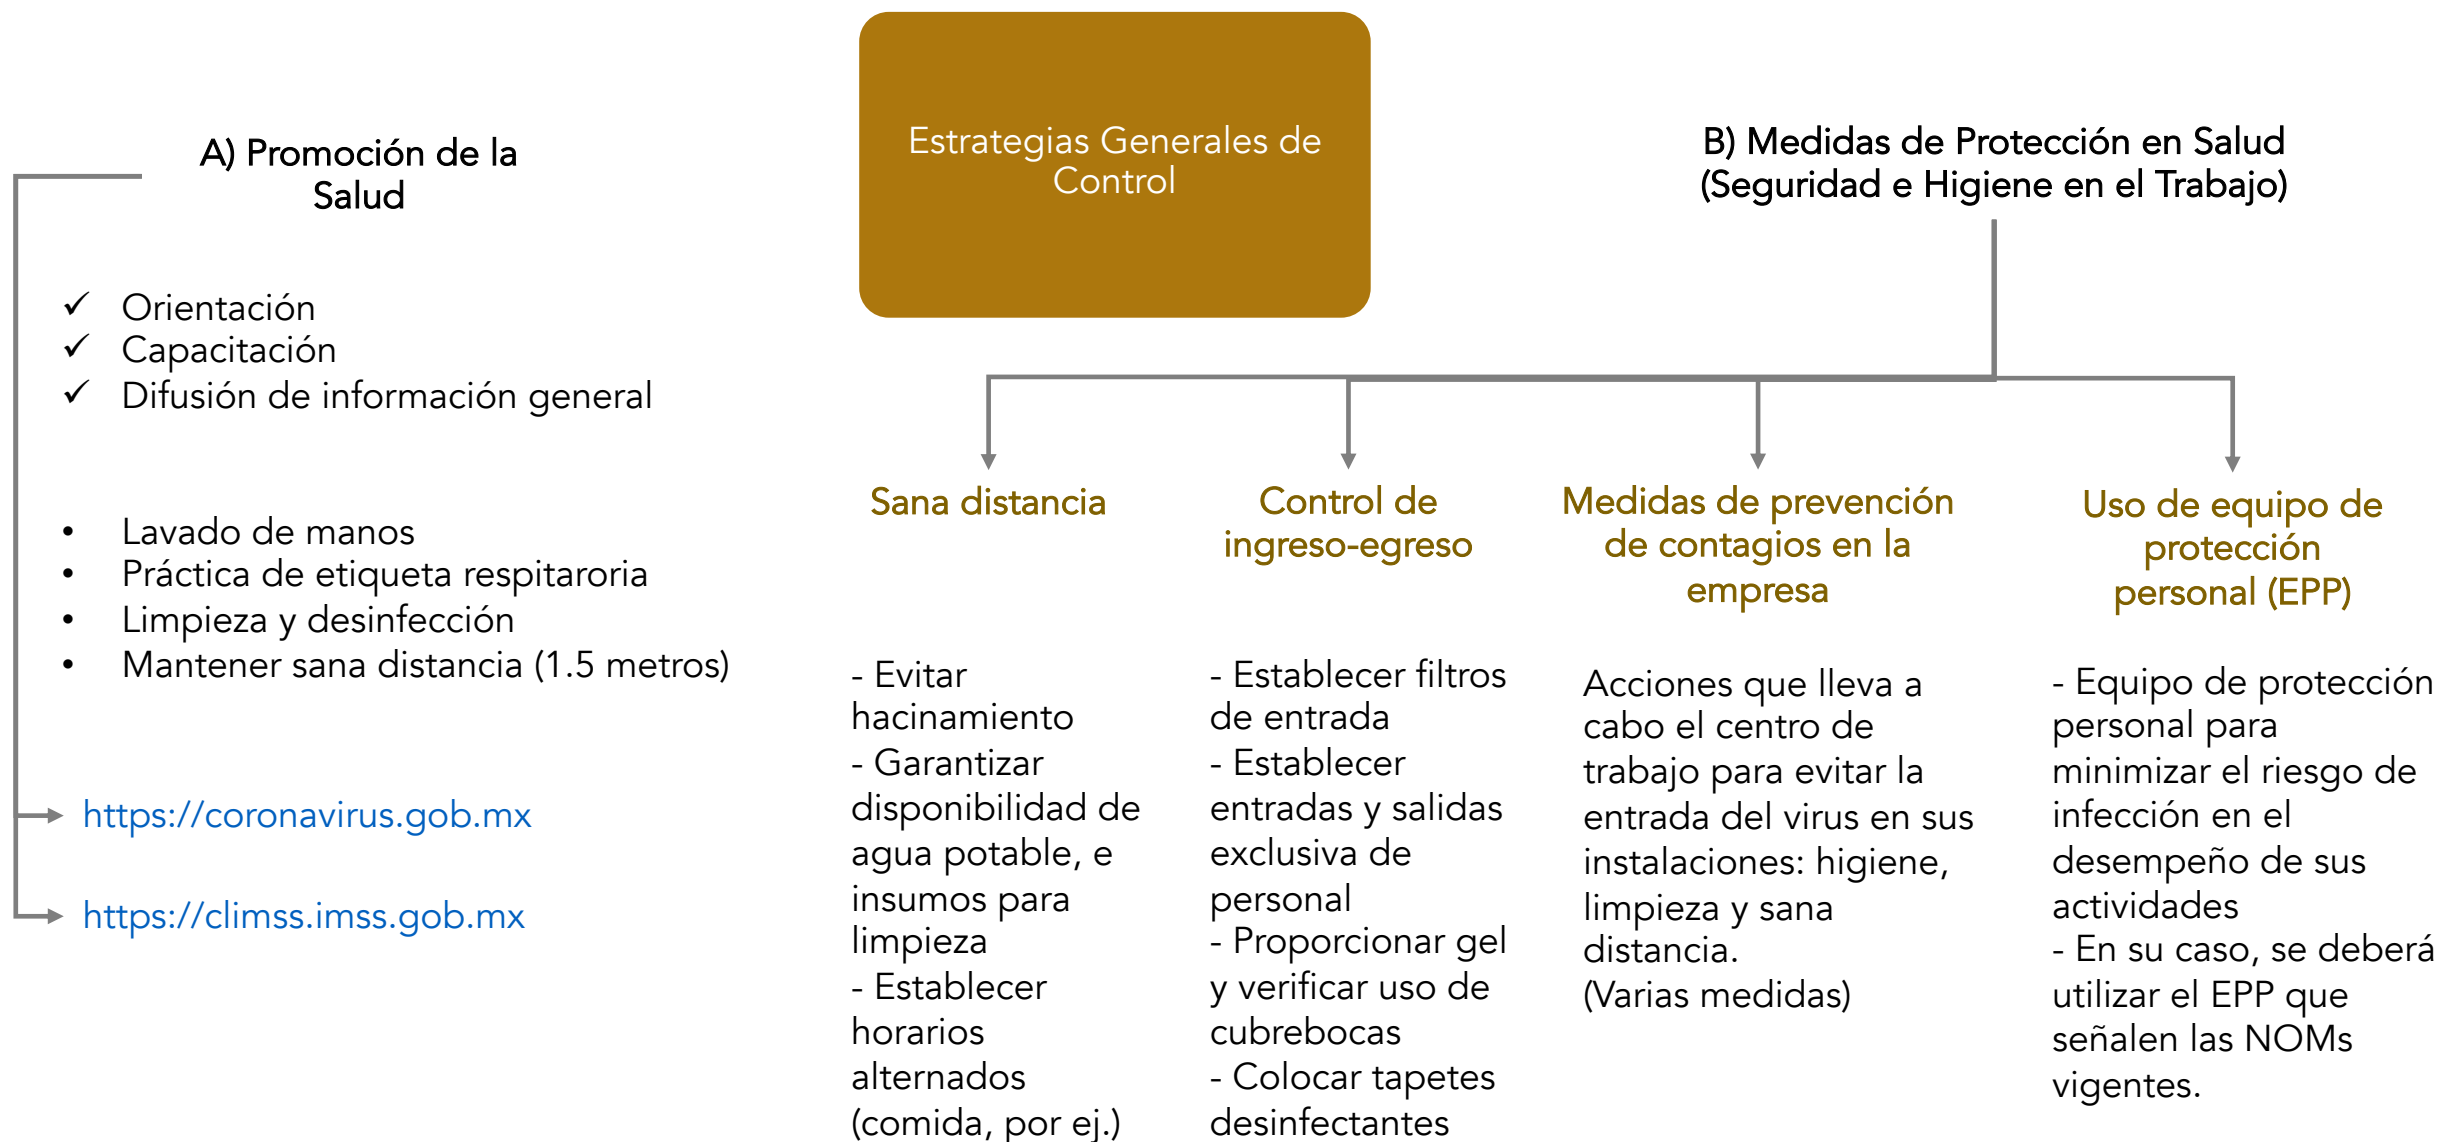 Estrategias Generales de
Control
A) Promoción de la
Salud
✓ Orientación
✓ Capacitación
✓ Difusión de información general
• Lavado de manos
• Práctica de etiqueta respitaroria
• Limpieza y desinfección
• Mantener sana distancia (1.5 metros)
https://coronavirus.gob.mx
https://climss.imss.gob.mx
B) Medidas de Protección en Salud
(Seguridad e Higiene en el Trabajo)
Sana distancia
- Evitar
hacinamiento
- Garantizar
disponibilidad de
agua potable, e
insumos para
limpieza
- Establecer
horarios
alternados
(comida, por ej.)
Control de
ingreso-egreso
- Establecer filtros
de entrada
- Establecer
entradas y salidas
exclusiva de
personal
- Proporcionar gel
y verificar uso de
cubrebocas
- Colocar tapetes
desinfectantes
Medidas de prevención
de contagios en la
empresa
Acciones que lleva a
cabo el centro de
trabajo para evitar la
entrada del virus en sus
instalaciones: higiene,
limpieza y sana
distancia.
(Varias medidas)
Uso de equipo de
protección
personal (EPP)
- Equipo de protección
personal para
minimizar el riesgo de
infección en el
desempeño de sus
actividades
- En su caso, se deberá
utilizar el EPP que
señalen las NOMs
vigentes.